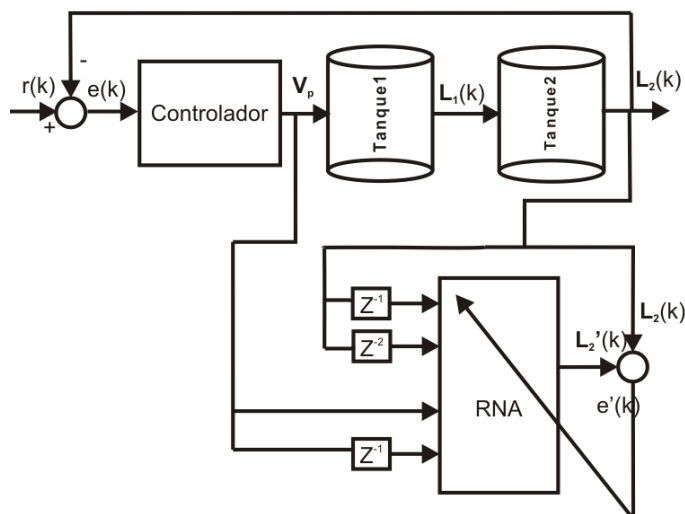 -
r(k)
e(k)
+
Controlador
Vₚ
Tanque1
L₁(k)
Tanque2
L₂(k)
Z⁻¹
Z⁻²
Z⁻¹
RNA
L₂'(k)
L₂(k)
e'(k)